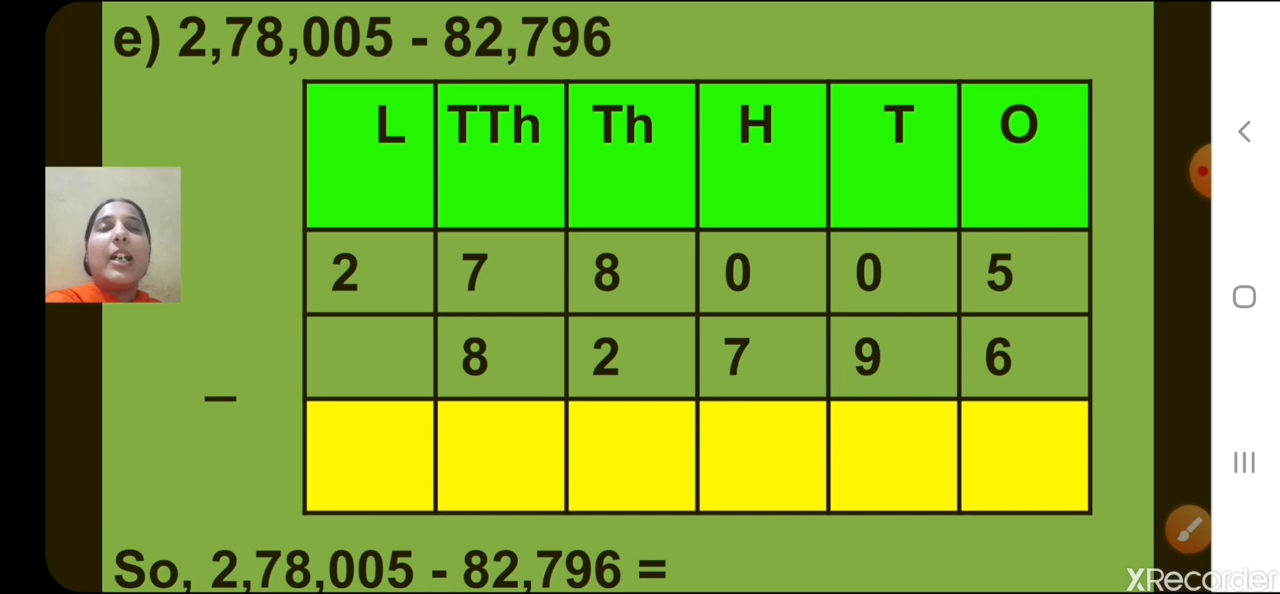 e) 2,78,005 - 82,796
L TTh Th H T O
2 7 8 0 0 5
8 2 7 9 6
–
So, 2,78,005 - 82,796 =
XRecorder